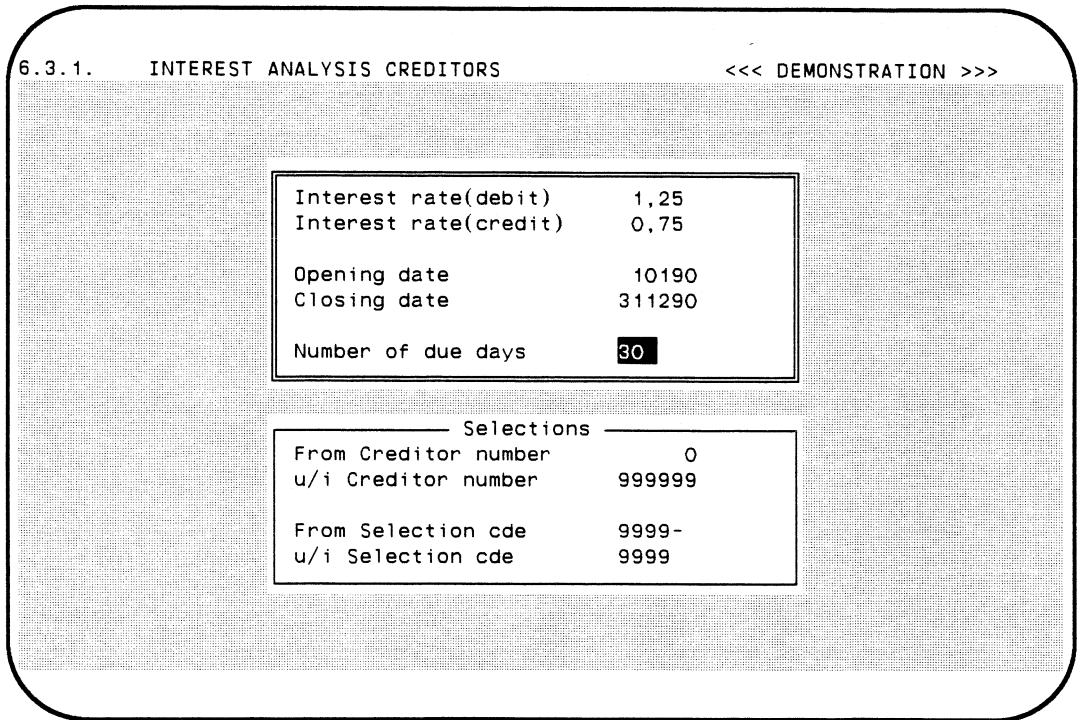 6.3.1. INTEREST ANALYSIS CREDITORS <<< DEMONSTRATION >>>
Interest rate(debit) 1,25
Interest rate(credit) 0,75
Opening date 10190
Closing date 311290
Number of due days 30
Selections
From Creditor number 0
u/i Creditor number 999999
From Selection cde 9999-
u/i Selection cde 9999